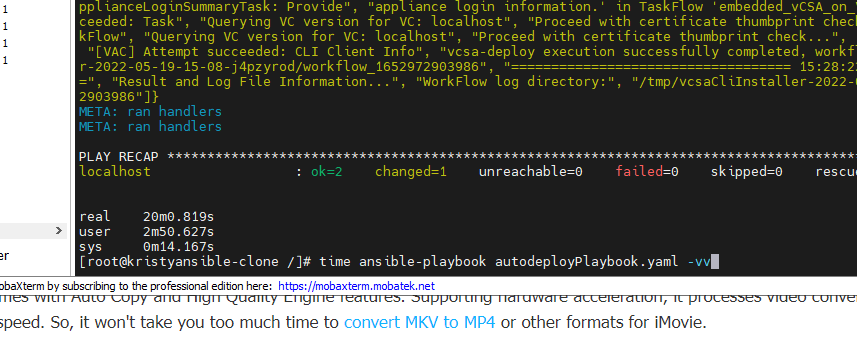 1
1
1
1
pplianceLoginSummaryTask: Provide", "appliance login information.' in TaskFlow 'embedded_vCSA_on_
ceeded: Task", "Querying VC version for VC: localhost", "Proceed with certificate thumbprint check
kFlow", "Querying VC version for VC: localhost", "Proceed with certificate thumbprint check...",
"[VAC] Attempt succeeded: CLI Client Info", "vcsa-deploy execution successfully completed, workf
r-2022-05-19-15-08-j4pzyrod/workflow_1652972903986", "=================================== 15:28:2
=", "Result and Log File Information...", "WorkFlow log directory:", "/tmp/vcsaCliInstaller-2022-
2903986"]}
META: ran handlers
META: ran handlers
PLAY RECAP **************************************************************************************
localhost : ok=2 changed=1 unreachable=0 failed=0 skipped=0 rescue
real 20m0.819s
user 2m50.627s
sys 0m14.167s
[root@kristyansible-clone /]# time ansible-playbook autodeployPlaybook.yaml -vv
er
mobaXterm by subscribing to the professional edition here: https://mobaxterm.mobatek.net
mes with Auto Copy and High Quality Engine features. Supporting hardware acceleration, it processes video conver
speed. So, it won't take you too much time to convert MKV to MP4 or other formats for iMovie.